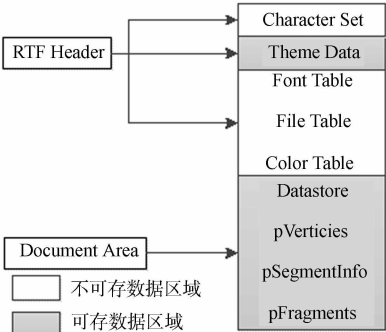 Character Set
RTF Header
Theme Data
Font Table
File Table
Color Table
Datastore
pVerticies
Document Area
pSegmentInfo
不可存数据区域
pFragments
可存数据区域